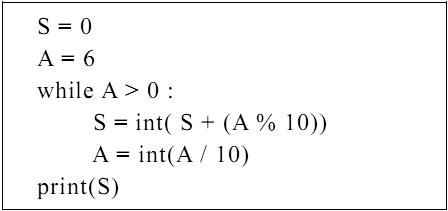 S = 0
A = 6
while A > 0 :
S = int( S + (A % 10))
A = int(A / 10)
print(S)